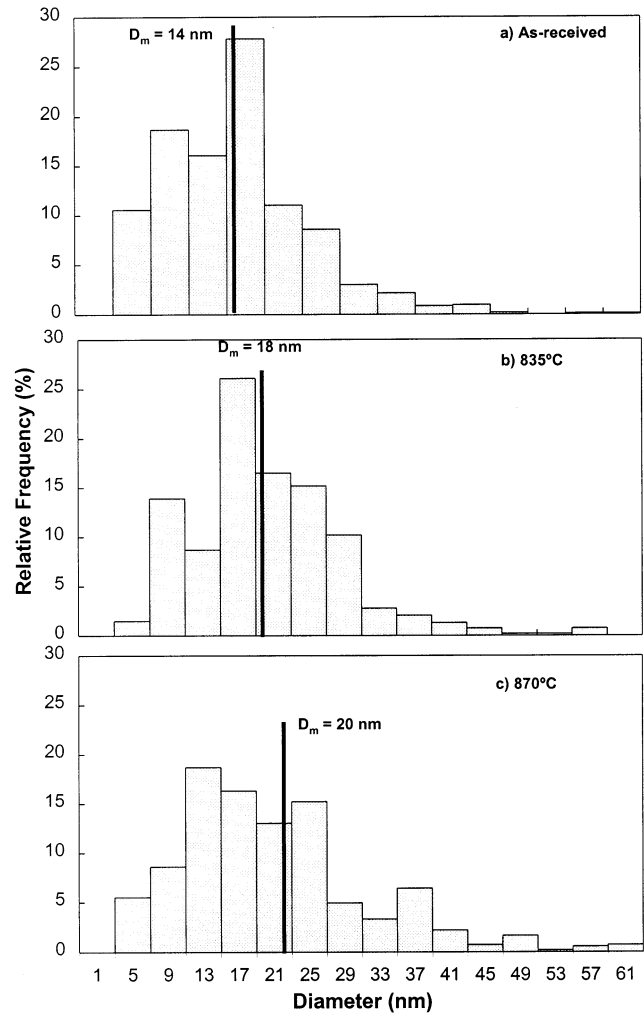 30
D_m = 14 nm
a) As-received
25
20
15
10
5
0
30
D_m = 18 nm
b) 835ºC
25
20
15
10
5
0
Relative Frequency (%)
30
c) 870ºC
25
D_m = 20 nm
20
15
10
5
0
1 5 9 13 17 21 25 29 33 37 41 45 49 53 57 61
Diameter (nm)